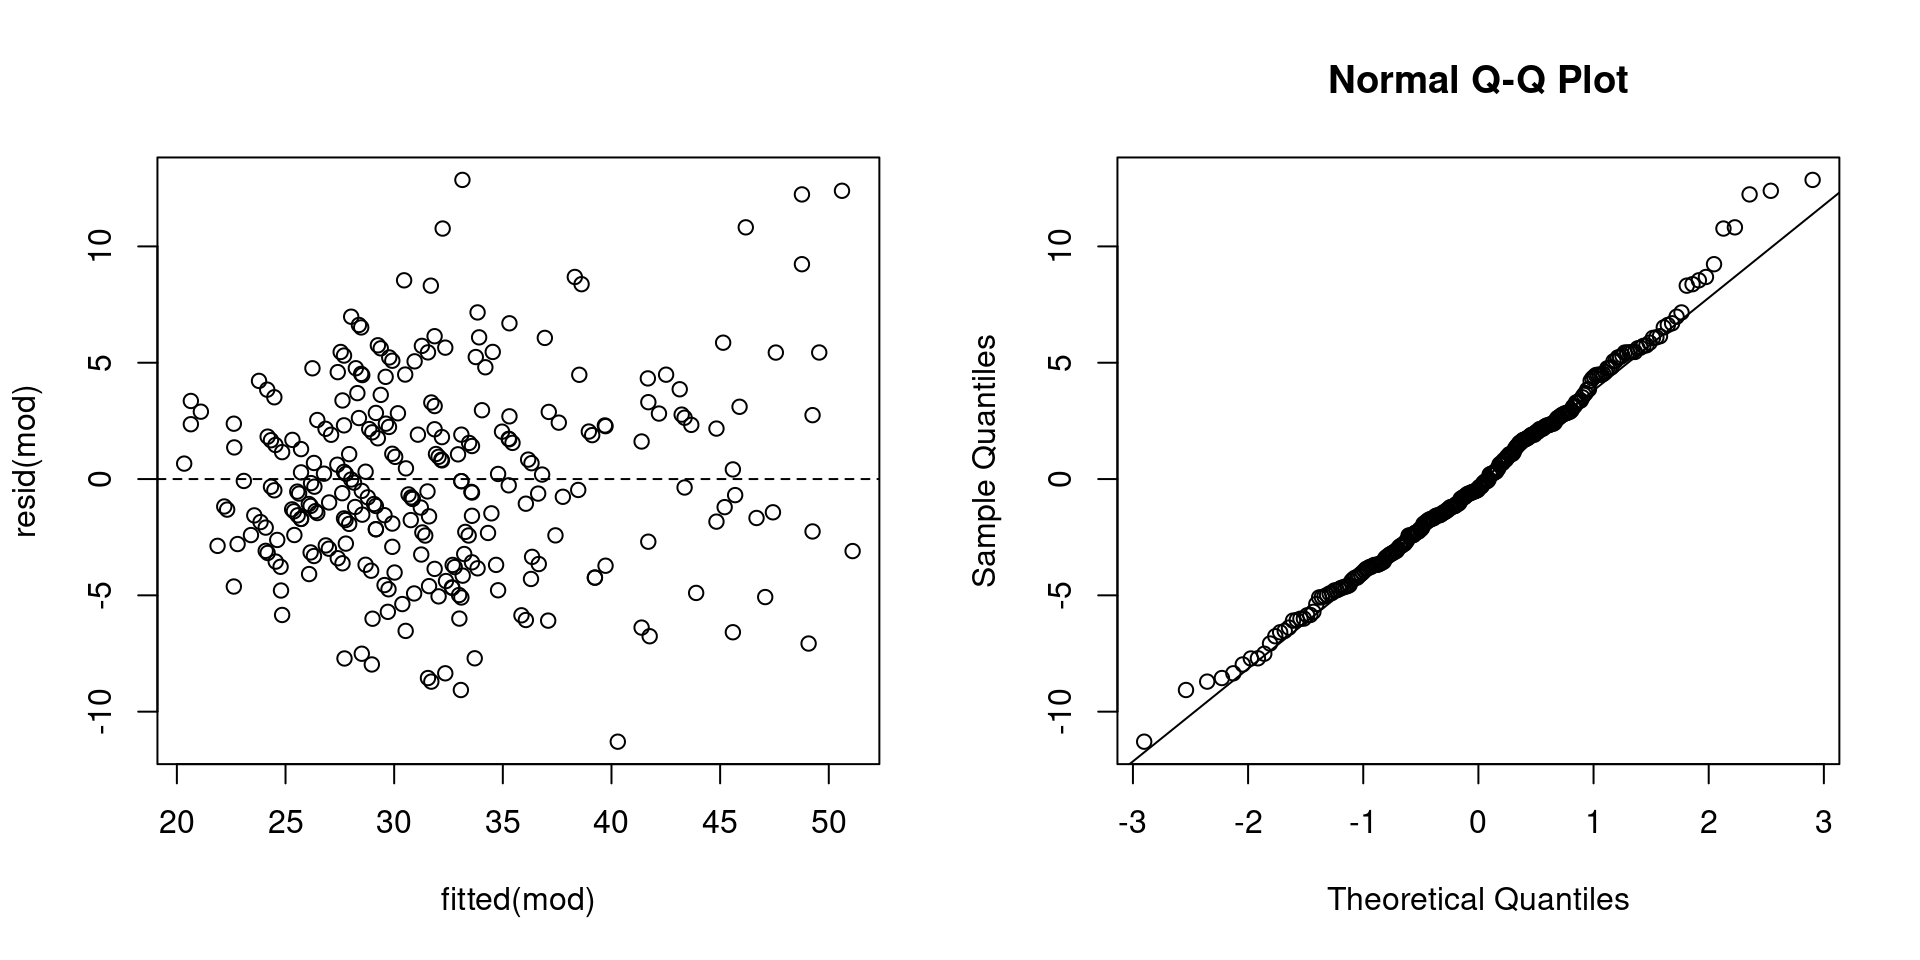 resid(mod)
10
5
0
-5
-10
20 25 30 35 40 45 50
fitted(mod)
Normal Q-Q Plot
Sample Quantiles
10
5
0
-5
-10
-3 -2 -1 0 1 2 3
Theoretical Quantiles